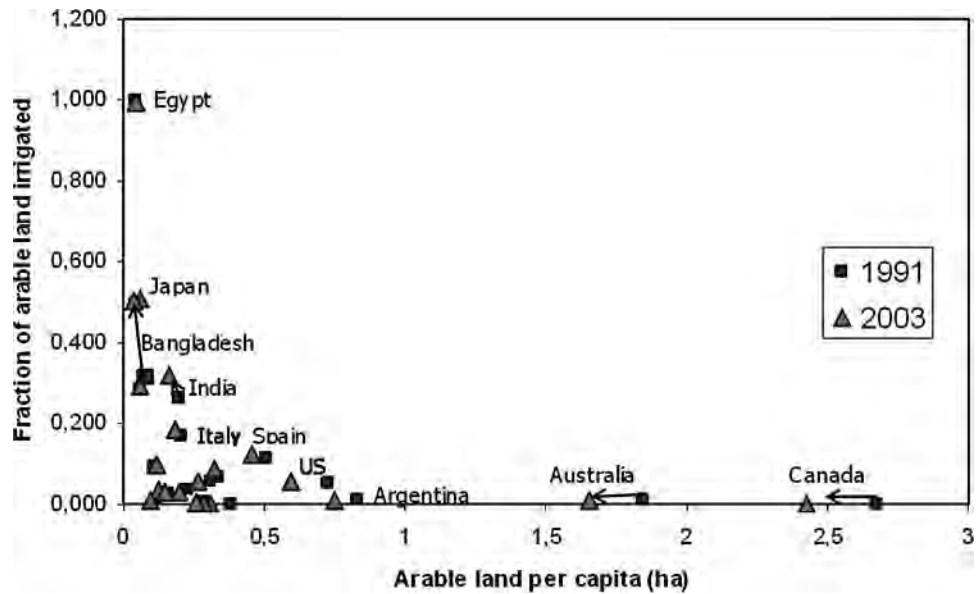 1,200
1,000
0,800
0,600
0,400
0,200
0,000
Fraction of arable land irrigated
Egypt
Japan
Bangladesh
India
Italy Spain
US
Argentina
Australia
Canada
1991
2003
0 0,5 1 1,5 2 2,5 3
Arable land per capita (ha)